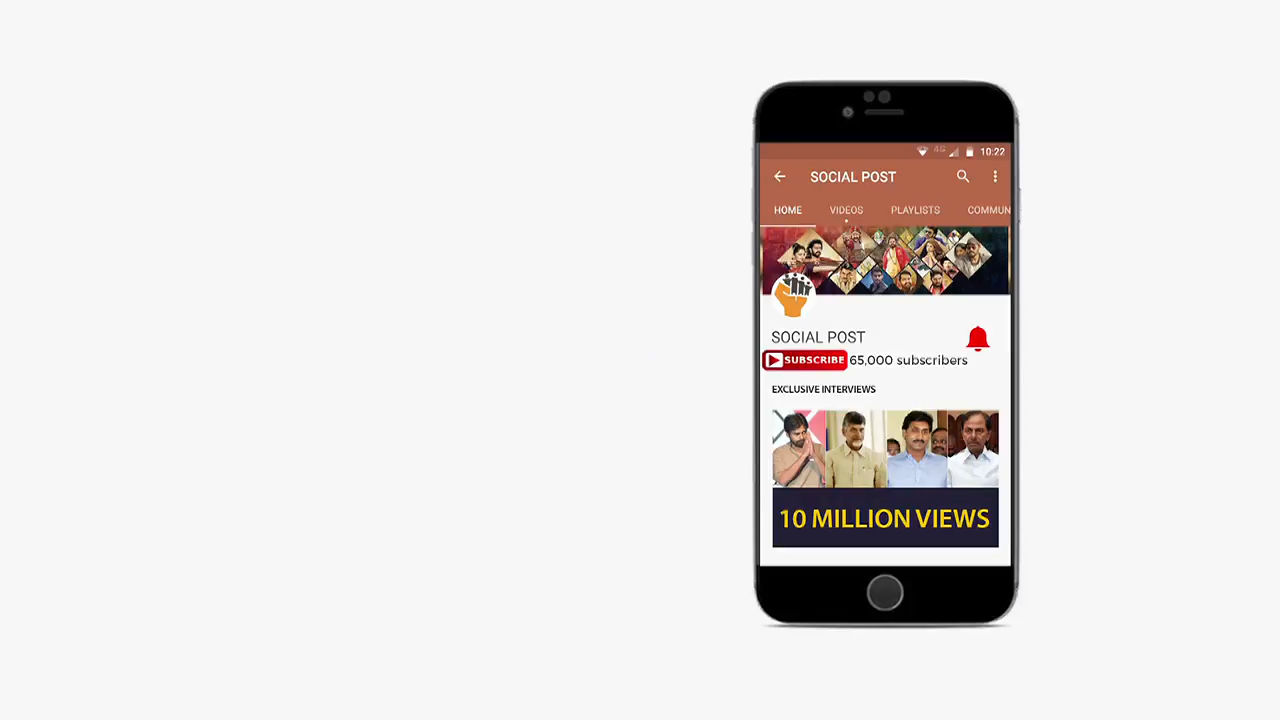 4G 10:22
SOCIAL POST
HOME VIDEOS PLAYLISTS COMMUN
SOCIAL POST
SUBSCRIBE 65,000 subscribers
EXCLUSIVE INTERVIEWS
10 MILLION VIEWS